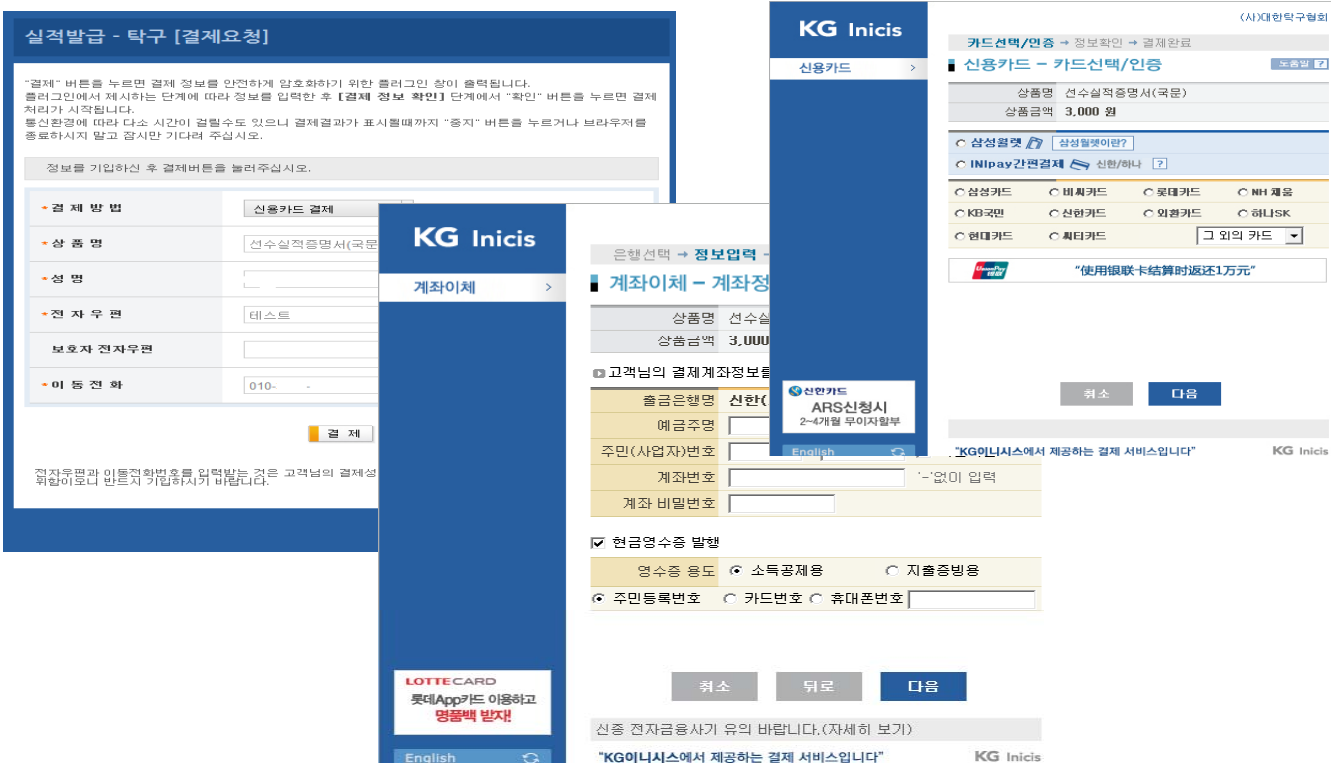 실적발급 - 탁구 [결제요청]
"결제" 버튼을 누르면 결제 정보를 안전하게 암호화하기 위한 플러그인 창이 출력됩니다.
플러그인에서 제시하는 단계에 따라 정보를 입력한 후 [결제 정보 확인] 단계에서 "확인" 버튼을 누르면 결제
처리가 시작됩니다.
통신환경에 따라 다소 시간이 걸릴수도 있으니 결제결과가 표시될때까지 "중지" 버튼을 누르거나 브라우저를
종료하시지 말고 잠시만 기다려 주십시오.
정보를 기입하신 후 결제버튼을 눌러주십시오.
결 제 방 법 신용카드 결제
상 품 명 선수실적증명서(국문
성 명
전 자 우 편 테스트
보호자 전자우편
이 동 전 화 010- -
결 제
전자우편과 이동전화번호를 입력받는 것은 고객님의 결제성
위함이오니 반드시 기입하시기 바랍니다.
KG Inicis
계좌이체 >
은행선택 → 정보입력 -
계좌이체 – 계좌정
상품명 선수실
상품금액 3,000
고객님의 결제계좌정보를
출금은행명 신한(
예금주명
주민(사업자)번호
계좌번호 '-'없이 입력
계좌 비밀번호
현금영수증 발행
영수증 용도 소득공제용 지출증빙용
주민등록번호 카드번호 휴대폰번호
취소 뒤로 다음
신종 전자금융사기 유의 바랍니다.(자세히 보기)
"KG이니시스에서 제공하는 결제 서비스입니다" KG Inicis
LOTTECARD
롯데App카드 이용하고
명품백 받자!
English
KG Inicis
신용카드 >
(사)대한탁구협회
카드선택/인증 → 정보확인 → 결제완료
신용카드 – 카드선택/인증 도움말 ?
상품명 선수실적증명서(국문)
상품금액 3,000 원
삼성월렛 삼성월렛이란?
INIpay간편결제 신한/하나 ?
삼성카드 비씨카드 롯데카드 NH 채움
KB국민 신한카드 외환카드 하나SK
현대카드 씨티카드 그 외의 카드
UnionPay 银联 "使用银联卡结算时返还1万元"
취소 다음
신한카드
ARS신청시
2~4개월 무이자할부
English
"KG이니시스에서 제공하는 결제 서비스입니다" KG Inicis